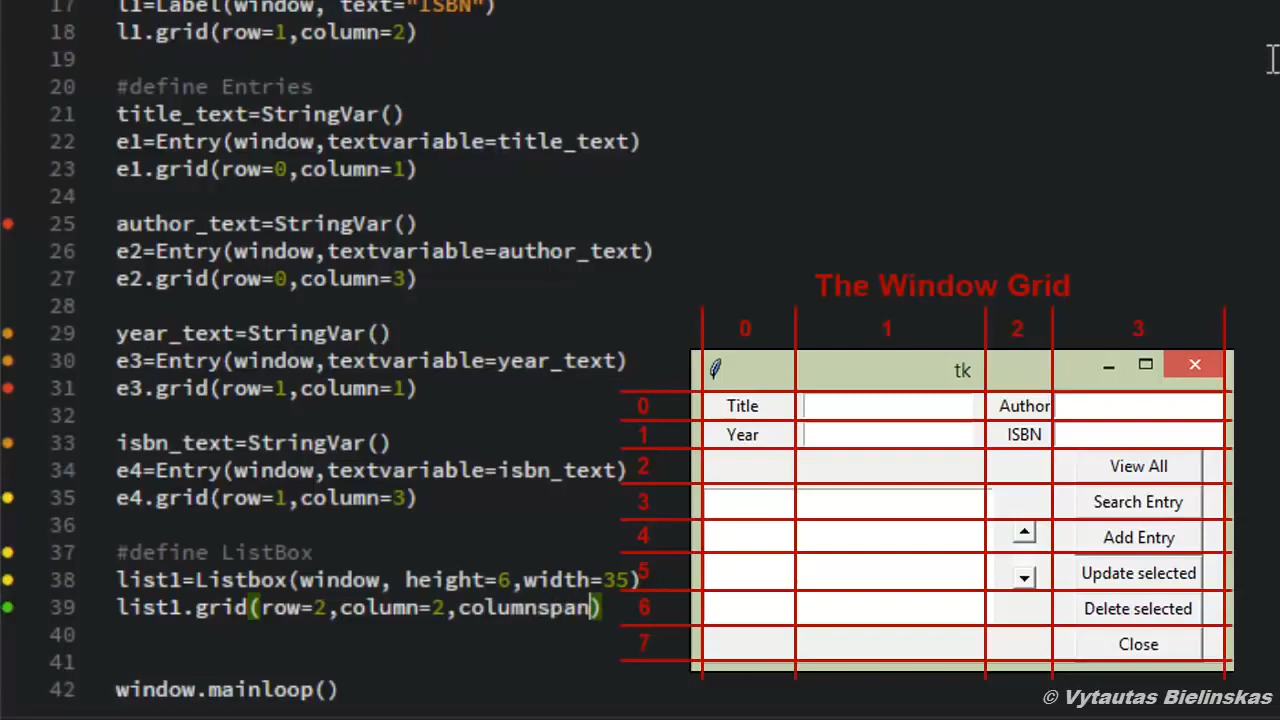 17 l1=Label(window, text="ISBN")
18 l1.grid(row=1,column=2)
19
20 #define Entries
21 title_text=StringVar()
22 e1=Entry(window,textvariable=title_text)
23 e1.grid(row=0,column=1)
24
25 author_text=StringVar()
26 e2=Entry(window,textvariable=author_text)
27 e2.grid(row=0,column=3)
28
29 year_text=StringVar()
30 e3=Entry(window,textvariable=year_text)
31 e3.grid(row=1,column=1)
32
33 isbn_text=StringVar()
34 e4=Entry(window,textvariable=isbn_text)
35 e4.grid(row=1,column=3)
36
37 #define ListBox
38 list1=Listbox(window, height=6,width=35)
39 list1.grid(row=2,column=2,columnspan)
40
41
42 window.mainloop()
The Window Grid
0 1 2 3
tk
0 Title Author
1 Year ISBN
2 View All
3 Search Entry
4 Add Entry
5 Update selected
6 Delete selected
7 Close
© Vytautas Bielinskas